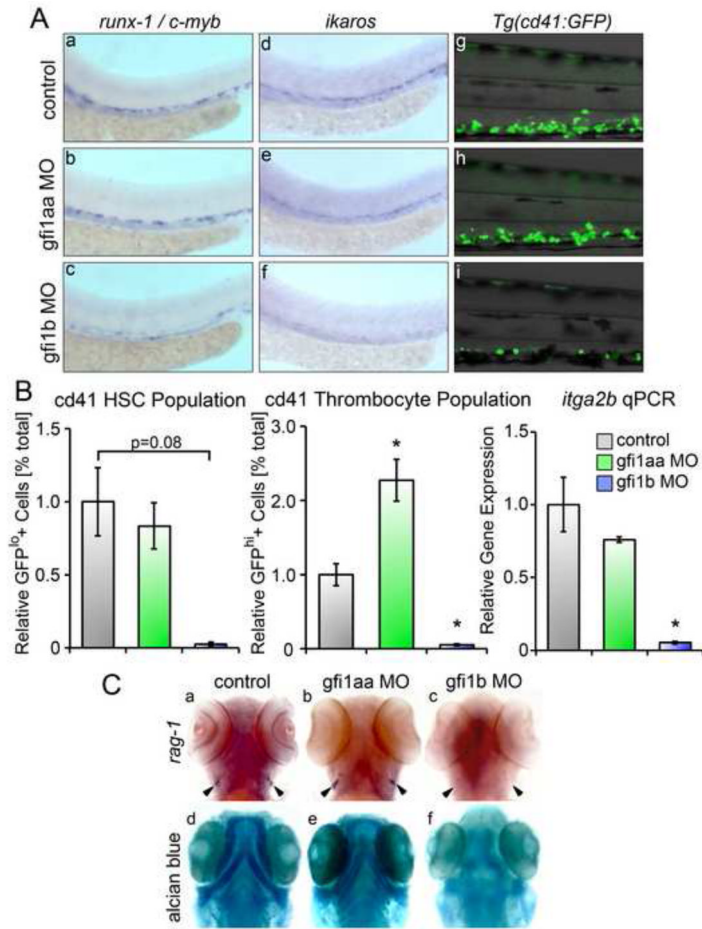 A
runx-1 / c-myb
ikaros
Tg(cd41:GFP)
control
a
d
g
gfi1aa MO
b
e
h
gfi1b MO
c
f
i
B
cd41 HSC Population
Relative GFPlo+ Cells [% total]
1.5
1.0
0.5
0
p=0.08
cd41 Thrombocyte Population
Relative GFPhi+ Cells [% total]
3.0
2.0
1.0
0.0
*
*
itga2b qPCR
Relative Gene Expression
1.5
1.0
0.5
0
control
gfi1aa MO
gfi1b MO
*
C
control
gfi1aa MO
gfi1b MO
rag-1
a
b
c
alcian blue
d
e
f